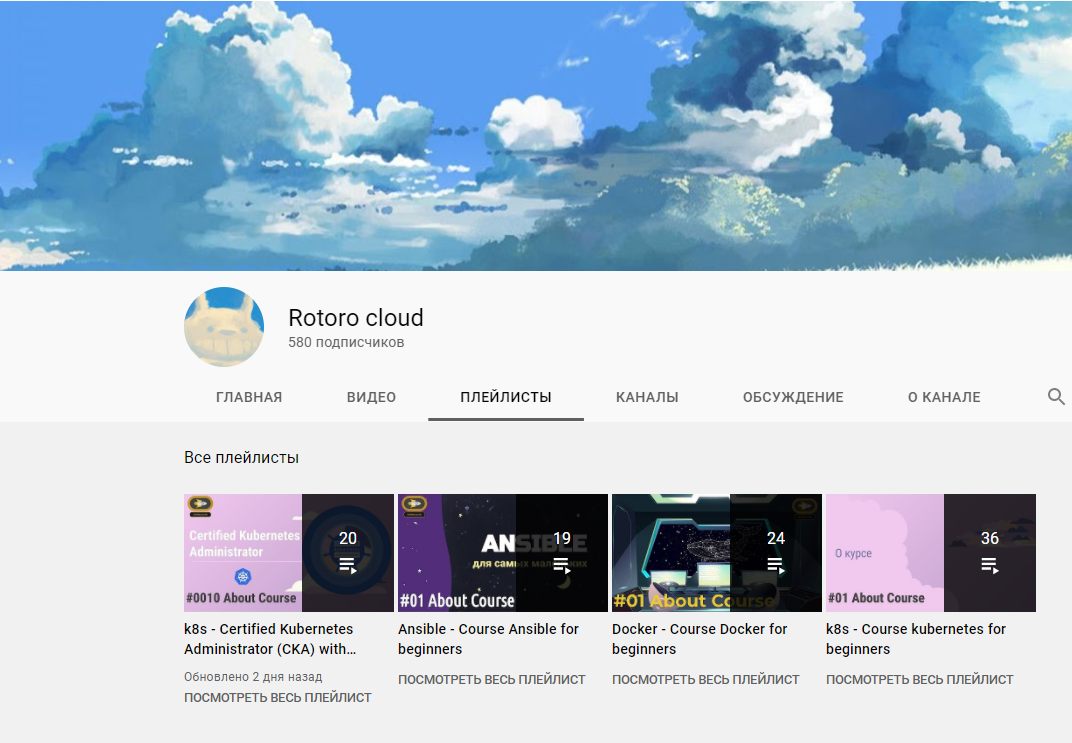 Rotoro cloud
580 подписчиков
ГЛАВНАЯ ВИДЕО ПЛЕЙЛИСТЫ КАНАЛЫ ОБСУЖДЕНИЕ О КАНАЛЕ
Все плейлисты
Certified Kubernetes
Administrator
20
#0010 About Course
k8s - Certified Kubernetes
Administrator (CKA) with...
Обновлено 2 дня назад
ПОСМОТРЕТЬ ВЕСЬ ПЛЕЙЛИСТ
ANSIBLE
для самых маленьких
19
#01 About Course
Ansible - Course Ansible for
beginners
ПОСМОТРЕТЬ ВЕСЬ ПЛЕЙЛИСТ
24
#01 About Course
Docker - Course Docker for
beginners
ПОСМОТРЕТЬ ВЕСЬ ПЛЕЙЛИСТ
О курсе
36
#01 About Course
k8s - Course kubernetes for
beginners
ПОСМОТРЕТЬ ВЕСЬ ПЛЕЙЛИСТ